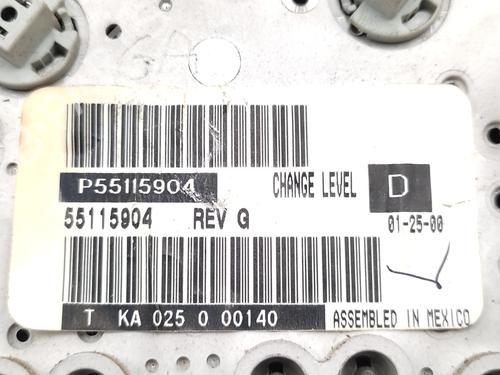 P55115904
CHANGE LEVEL D
55115904 REV G 01-25-00
T KA 025 0 00140
ASSEMBLED IN MEXICO